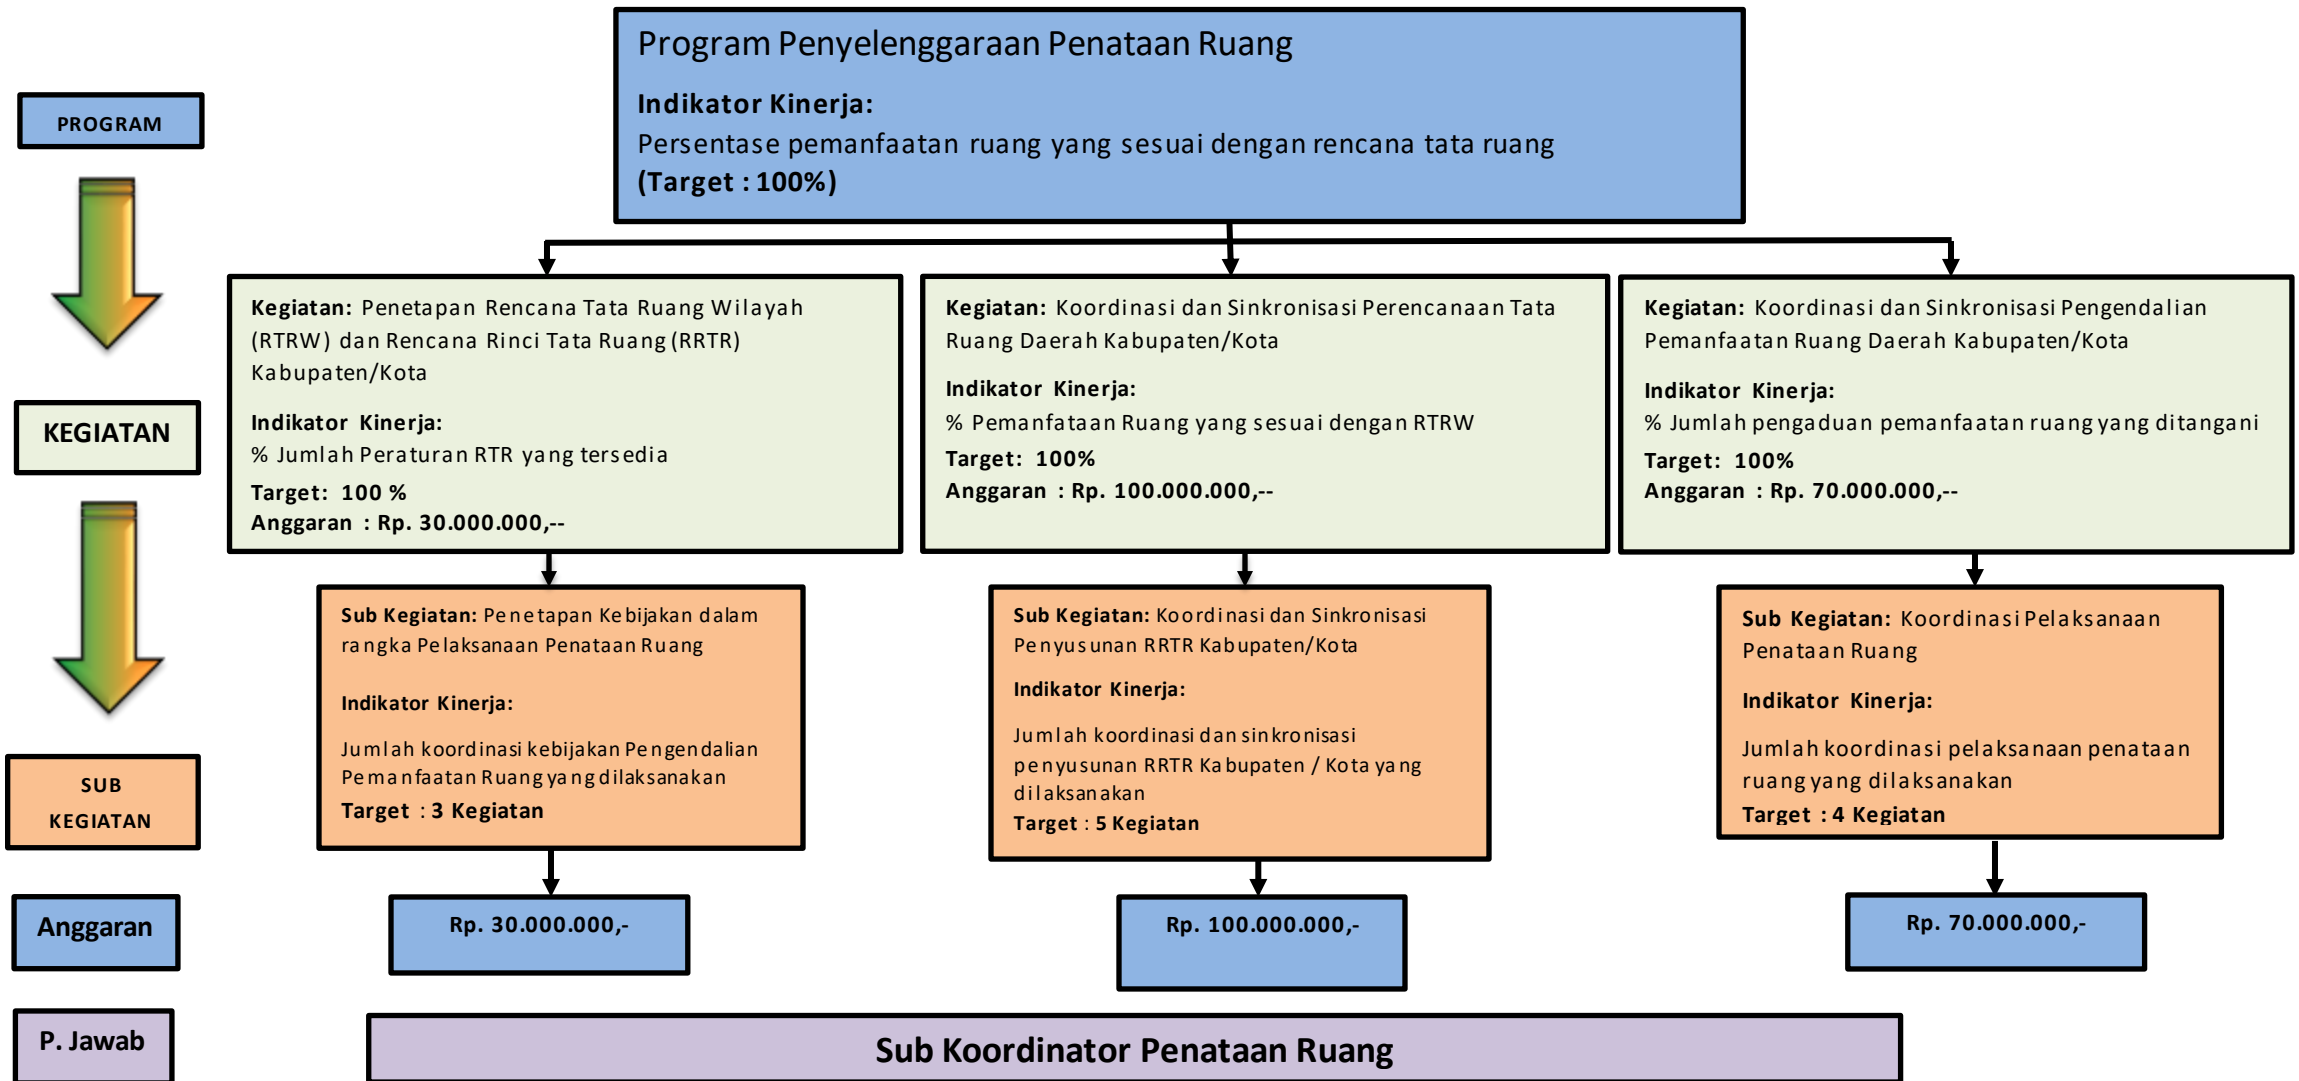 Program Penyelenggaraan Penataan Ruang
Indikator Kinerja:
Persentase pemanfaatan ruang yang sesuai dengan rencana tata ruang
(Target : 100%)
PROGRAM
Kegiatan: Penetapan Rencana Tata Ruang Wilayah
(RTRW) dan Rencana Rinci Tata Ruang (RRTR)
Kabupaten/Kota
Indikator Kinerja:
% Jumlah Peraturan RTR yang tersedia
Target: 100 %
Anggaran : Rp. 30.000.000,--
Kegiatan: Koordinasi dan Sinkronisasi Perencanaan Tata
Ruang Daerah Kabupaten/Kota
Indikator Kinerja:
% Pemanfataan Ruang yang sesuai dengan RTRW
Target: 100%
Anggaran : Rp. 100.000.000,--
Kegiatan: Koordinasi dan Sinkronisasi Pengendalian
Pemanfaatan Ruang Daerah Kabupaten/Kota
Indikator Kinerja:
% Jumlah pengaduan pemanfaatan ruang yang ditangani
Target: 100%
Anggaran : Rp. 70.000.000,--
KEGIATAN
Sub Kegiatan: Penetapan Kebijakan dalam
rangka Pelaksanaan Penataan Ruang
Indikator Kinerja:
Jumlah koordinasi kebijakan Pengendalian
Pemanfaatan Ruang yang dilaksanakan
Target : 3 Kegiatan
Sub Kegiatan: Koordinasi dan Sinkronisasi
Penyusunan RRTR Kabupaten/Kota
Indikator Kinerja:
Jumlah koordinasi dan sinkronisasi
penyusunan RRTR Kabupaten / Kota yang
dilaksanakan
Target : 5 Kegiatan
Sub Kegiatan: Koordinasi Pelaksanaan
Penataan Ruang
Indikator Kinerja:
Jumlah koordinasi pelaksanaan penataan
ruang yang dilaksanakan
Target : 4 Kegiatan
SUB
KEGIATAN
Anggaran
Rp. 30.000.000,-
Rp. 100.000.000,-
Rp. 70.000.000,-
P. Jawab
Sub Koordinator Penataan Ruang